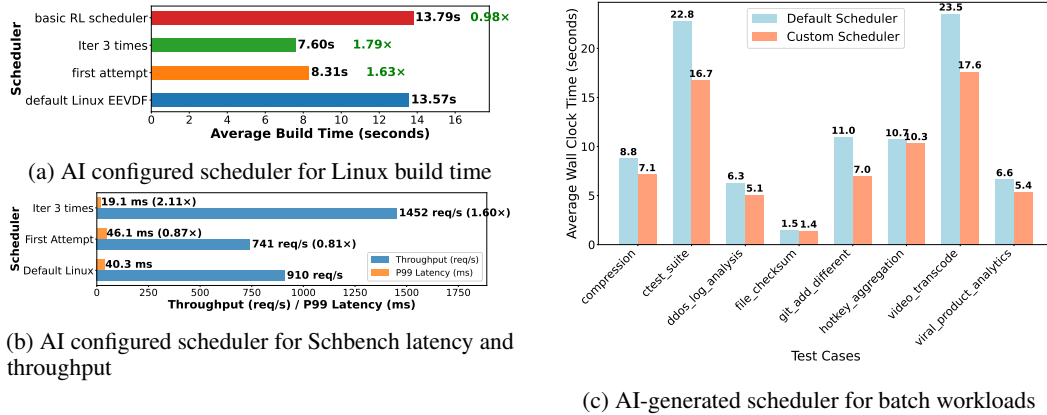 basic RL scheduler
13.79s
0.98×
Iter 3 times
7.60s
1.79×
first attempt
8.31s
1.63×
default Linux EEVDF
13.57s
0 2 4 6 8 10 12 14 16
Average Build Time (seconds)
Scheduler
(a) AI configured scheduler for Linux build time
Iter 3 times
19.1 ms (2.11×)
1452 req/s (1.60×)
First Attempt
46.1 ms (0.87×)
741 req/s (0.81×)
Default Linux
40.3 ms
910 req/s
Throughput (req/s)
P99 Latency (ms)
0 250 500 750 1000 1250 1500 1750
Throughput (req/s) / P99 Latency (ms)
Scheduler
(b) AI configured scheduler for Schbench latency and
throughput
Default Scheduler
Custom Scheduler
Average Wall Clock Time (seconds)
0
5
10
15
20
8.8
7.1
22.8
16.7
6.3
5.1
1.5
1.4
11.0
7.0
10.7
10.3
23.5
17.6
6.6
5.4
compression
ctest_suite
ddos_log_analysis
file_checksum
git_add_different
hotkey_aggregation
video_transcode
viral_product_analytics
Test Cases
(c) AI-generated scheduler for batch workloads